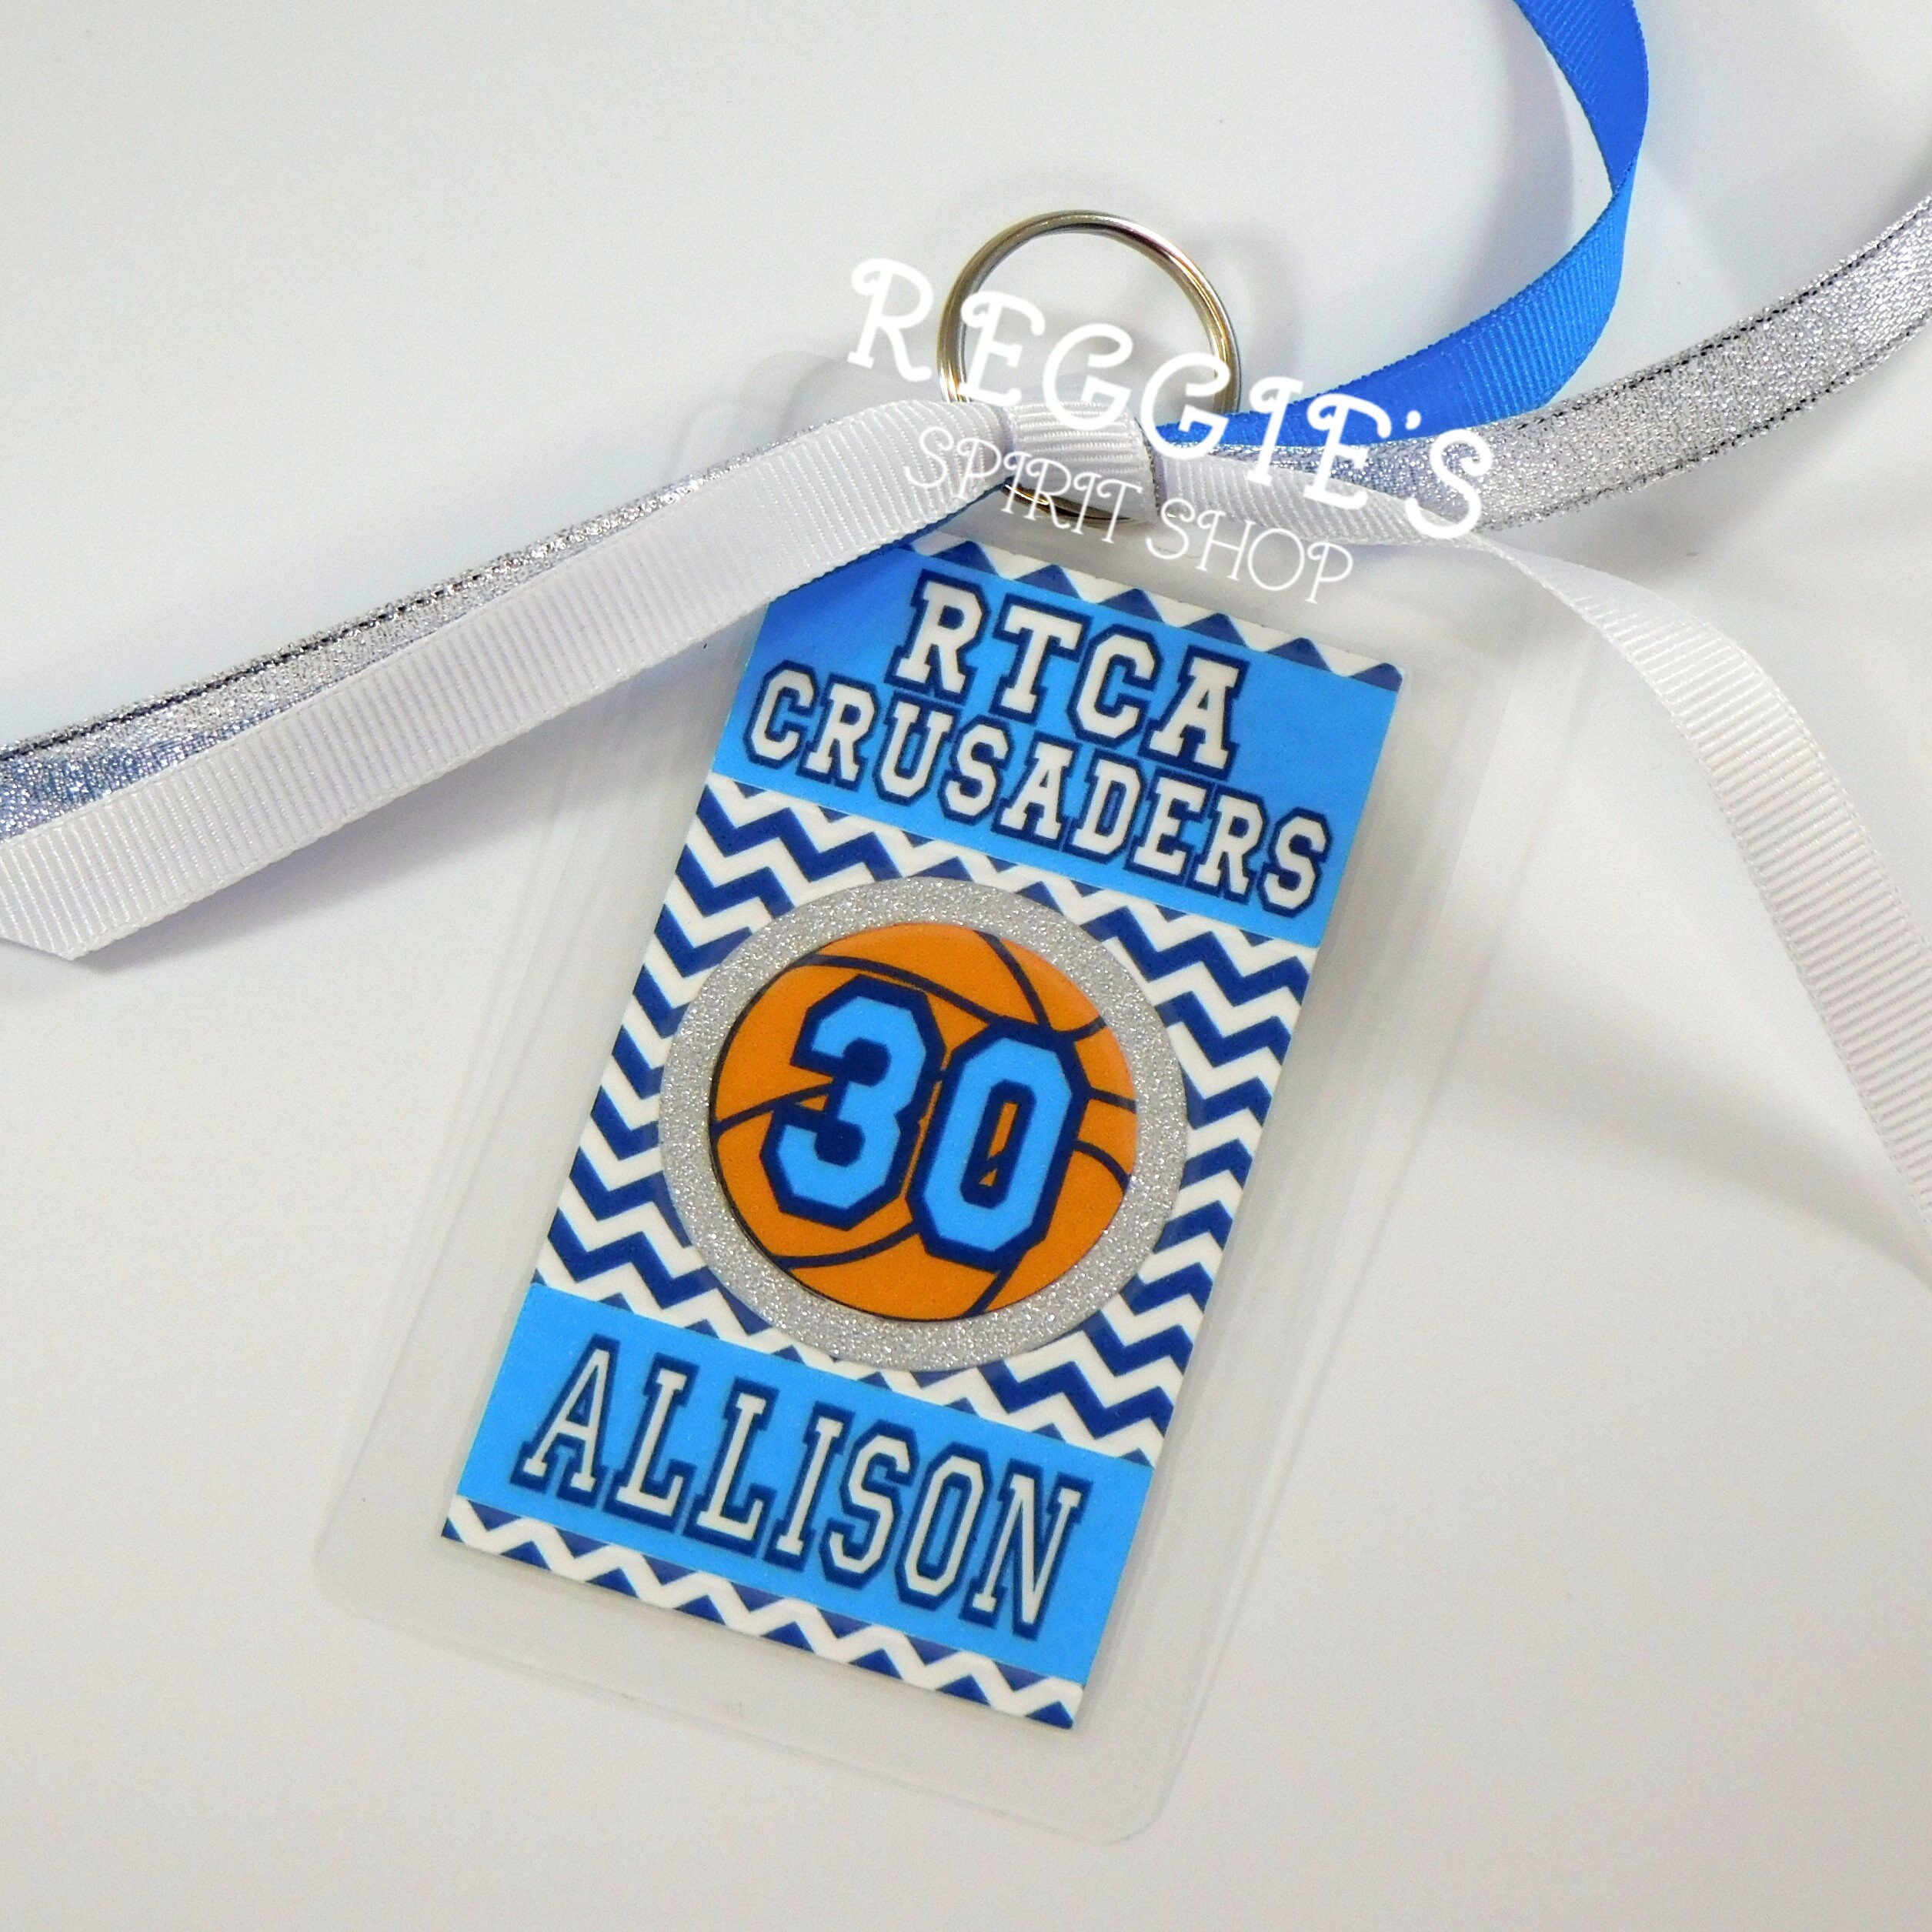 REGGIE'S
SPIRIT SHOP
RTCA
CRUSADERS
30
ALLISON